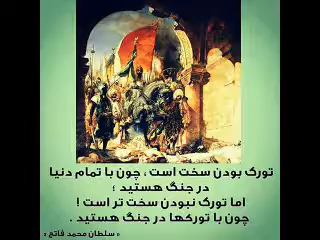 تورک بودن سخت است ، چون با تمام دنیا
در جنگ هستید ؛
اما تورک نبودن سخت تر است !
چون با تورکها در جنگ هستید .
« سلطان محمد فاتح »